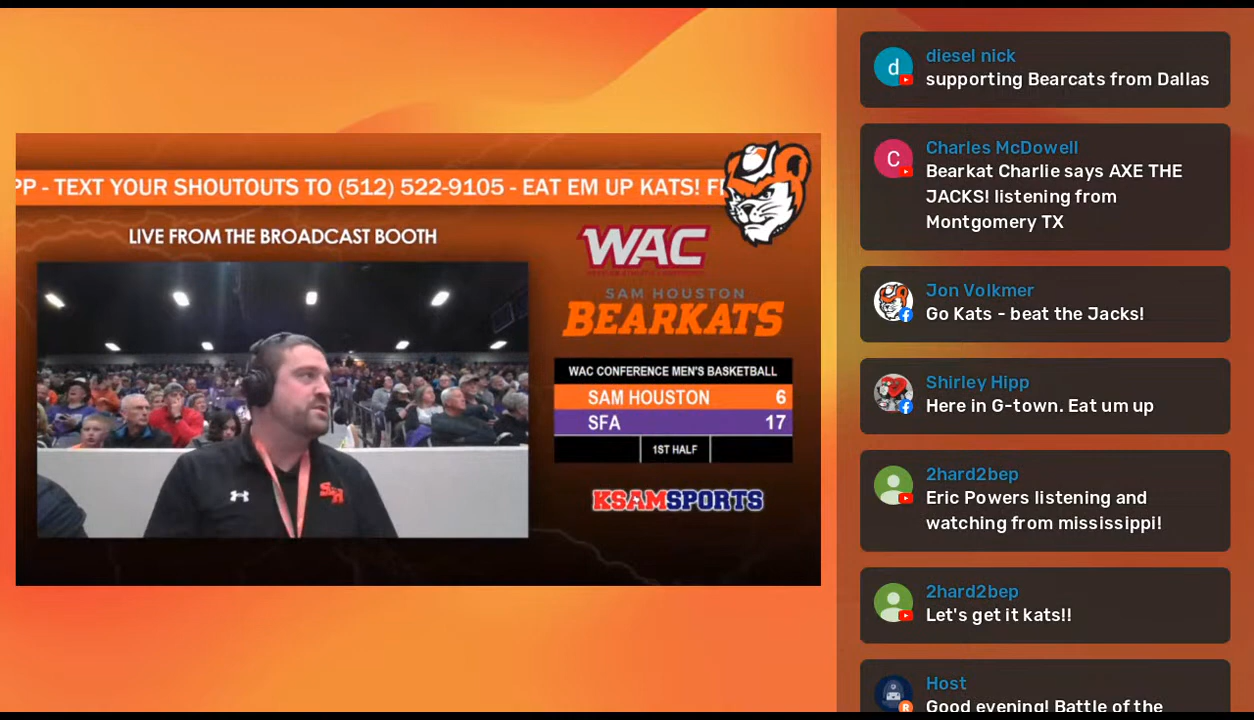 PP - TEXT YOUR SHOUTOUTS TO (512) 522-9105 - EAT EM UP KATS!
LIVE FROM THE BROADCAST BOOTH
WAC
SAM HOUSTON
BEARKATS
WAC CONFERENCE MEN'S BASKETBALL
SAM HOUSTON 6
SFA 17
1ST HALF
KSAMSPORTS
SH
d
diesel nick
supporting Bearcats from Dallas
C
Charles McDowell
Bearkat Charlie says AXE THE
JACKS! listening from
Montgomery TX
Jon Volkmer
Go Kats - beat the Jacks!
Shirley Hipp
Here in G-town. Eat um up
2hard2bep
Eric Powers listening and
watching from mississippi!
2hard2bep
Let's get it kats!!
Host
Good evening! Battle of the